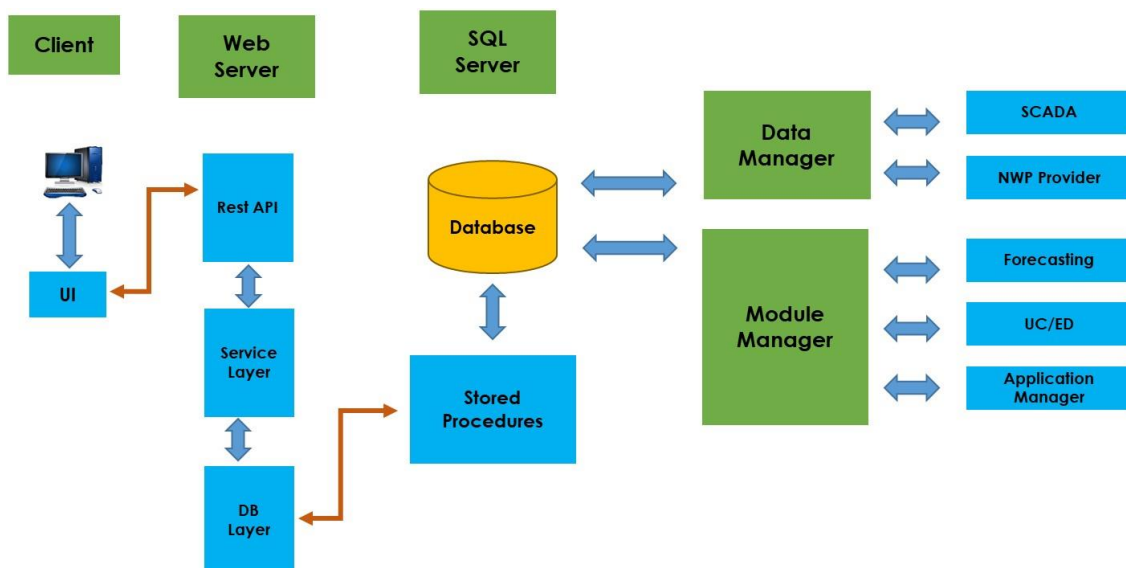 Client
Web
Server
SQL
Server
Data
Manager
SCADA
NWP Provider
Rest API
Database
UI
Module
Manager
Forecasting
UC/ED
Application
Manager
Service
Layer
Stored
Procedures
DB
Layer